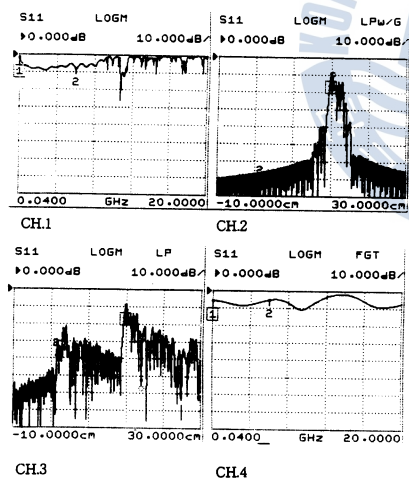 S11 LOGM
▶0.000dB 10.000dB/
1
2
0.0400 GHz 20.0000
CH.1
S11 LOGM LPW/G
▶0.000dB 10.000dB/
2
-10.0000cm 30.0000cm
CH.2
S11 LOGM LP
▶0.000dB 10.000dB/
-10.0000cm 30.0000cm
CH.3
S11 LOGM FGT
▶0.000dB 10.000dB/
1
2
0.0400 GHz 20.0000
CH.4